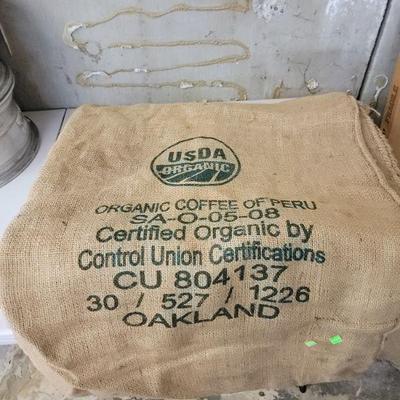 USDA
ORGANIC
ORGANIC COFFEE OF PERU
SA-O-05-08
Certified Organic by
Control Union Certifications
CU 804137
30 / 527 / 1226
OAKLAND